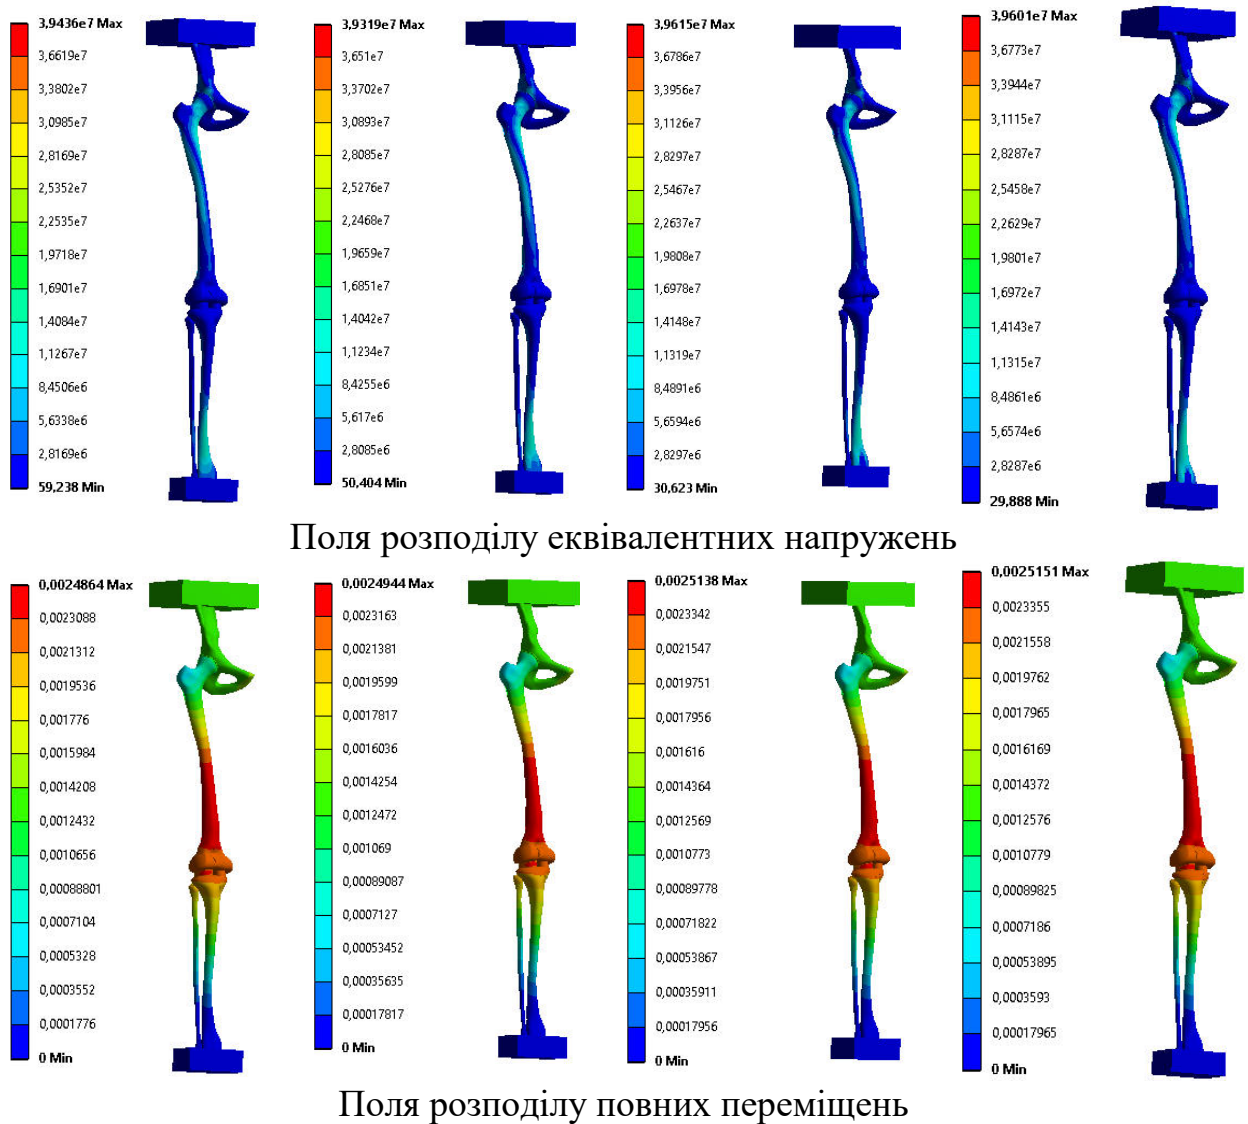 3,9436e7 Max
3,6619e7
3,3802e7
3,0985e7
2,8169e7
2,5352e7
2,2535e7
1,9718e7
1,6901e7
1,4084e7
1,1267e7
8,4506e6
5,6338e6
2,8169e6
59,238 Min
3,9319e7 Max
3,651e7
3,3702e7
3,0893e7
2,8085e7
2,5276e7
2,2468e7
1,9659e7
1,6851e7
1,4042e7
1,1234e7
8,4255e6
5,617e6
2,8085e6
50,404 Min
3,9615e7 Max
3,6786e7
3,3956e7
3,1126e7
2,8297e7
2,5467e7
2,2637e7
1,9808e7
1,6978e7
1,4148e7
1,1319e7
8,4891e6
5,6594e6
2,8297e6
30,623 Min
3,9601e7 Max
3,6773e7
3,3944e7
3,1115e7
2,8287e7
2,5458e7
2,2629e7
1,9801e7
1,6972e7
1,4143e7
1,1315e7
8,4861e6
5,6574e6
2,8287e6
29,888 Min
Поля розподілу еквівалентних напружень
0,0024864 Max
0,0023088
0,0021312
0,0019536
0,001776
0,0015984
0,0014208
0,0012432
0,0010656
0,00088801
0,0007104
0,0005328
0,0003552
0,0001776
0 Min
0,0024944 Max
0,0023163
0,0021381
0,0019599
0,0017817
0,0016036
0,0014254
0,0012472
0,001069
0,00089087
0,0007127
0,00053452
0,00035635
0,00017817
0 Min
0,0025138 Max
0,0023342
0,0021547
0,0019751
0,0017956
0,001616
0,0014364
0,0012569
0,0010773
0,00089778
0,00071822
0,00053867
0,00035911
0,00017956
0 Min
0,0025151 Max
0,0023355
0,0021558
0,0019762
0,0017965
0,0016169
0,0014372
0,0012576
0,0010779
0,00089825
0,0007186
0,00053895
0,0003593
0,00017965
0 Min
Поля розподілу повних переміщень